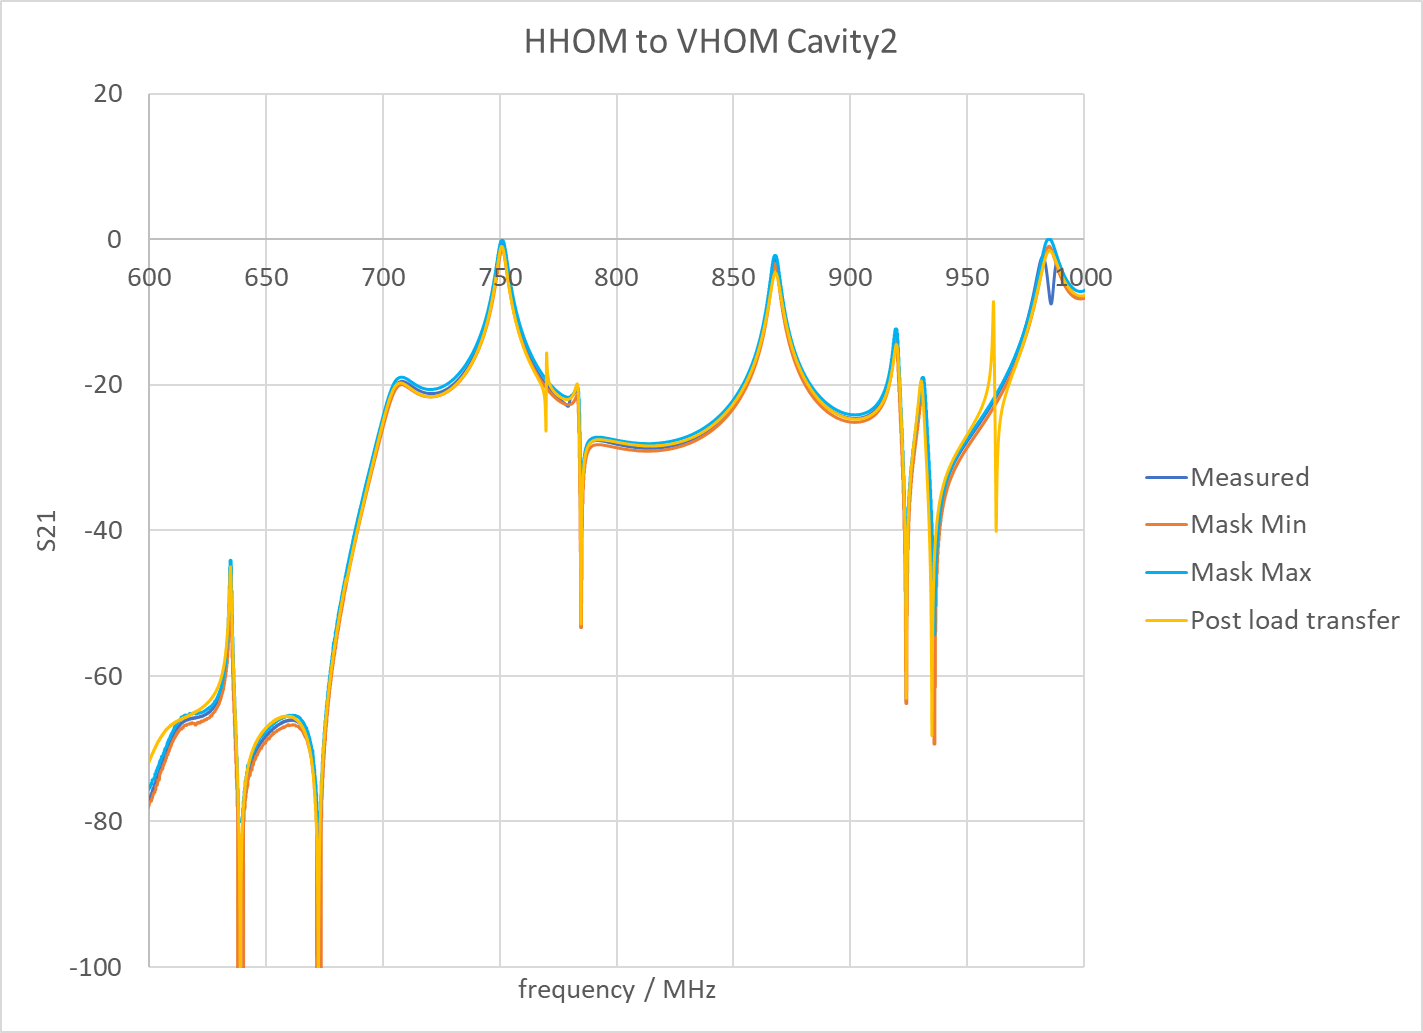 HHOM to VHOM Cavity2
20
0
-20
-40
-60
-80
-100
600 650 700 750 800 850 900 950 1000
S21
frequency / MHz
Measured
Mask Min
Mask Max
Post load transfer